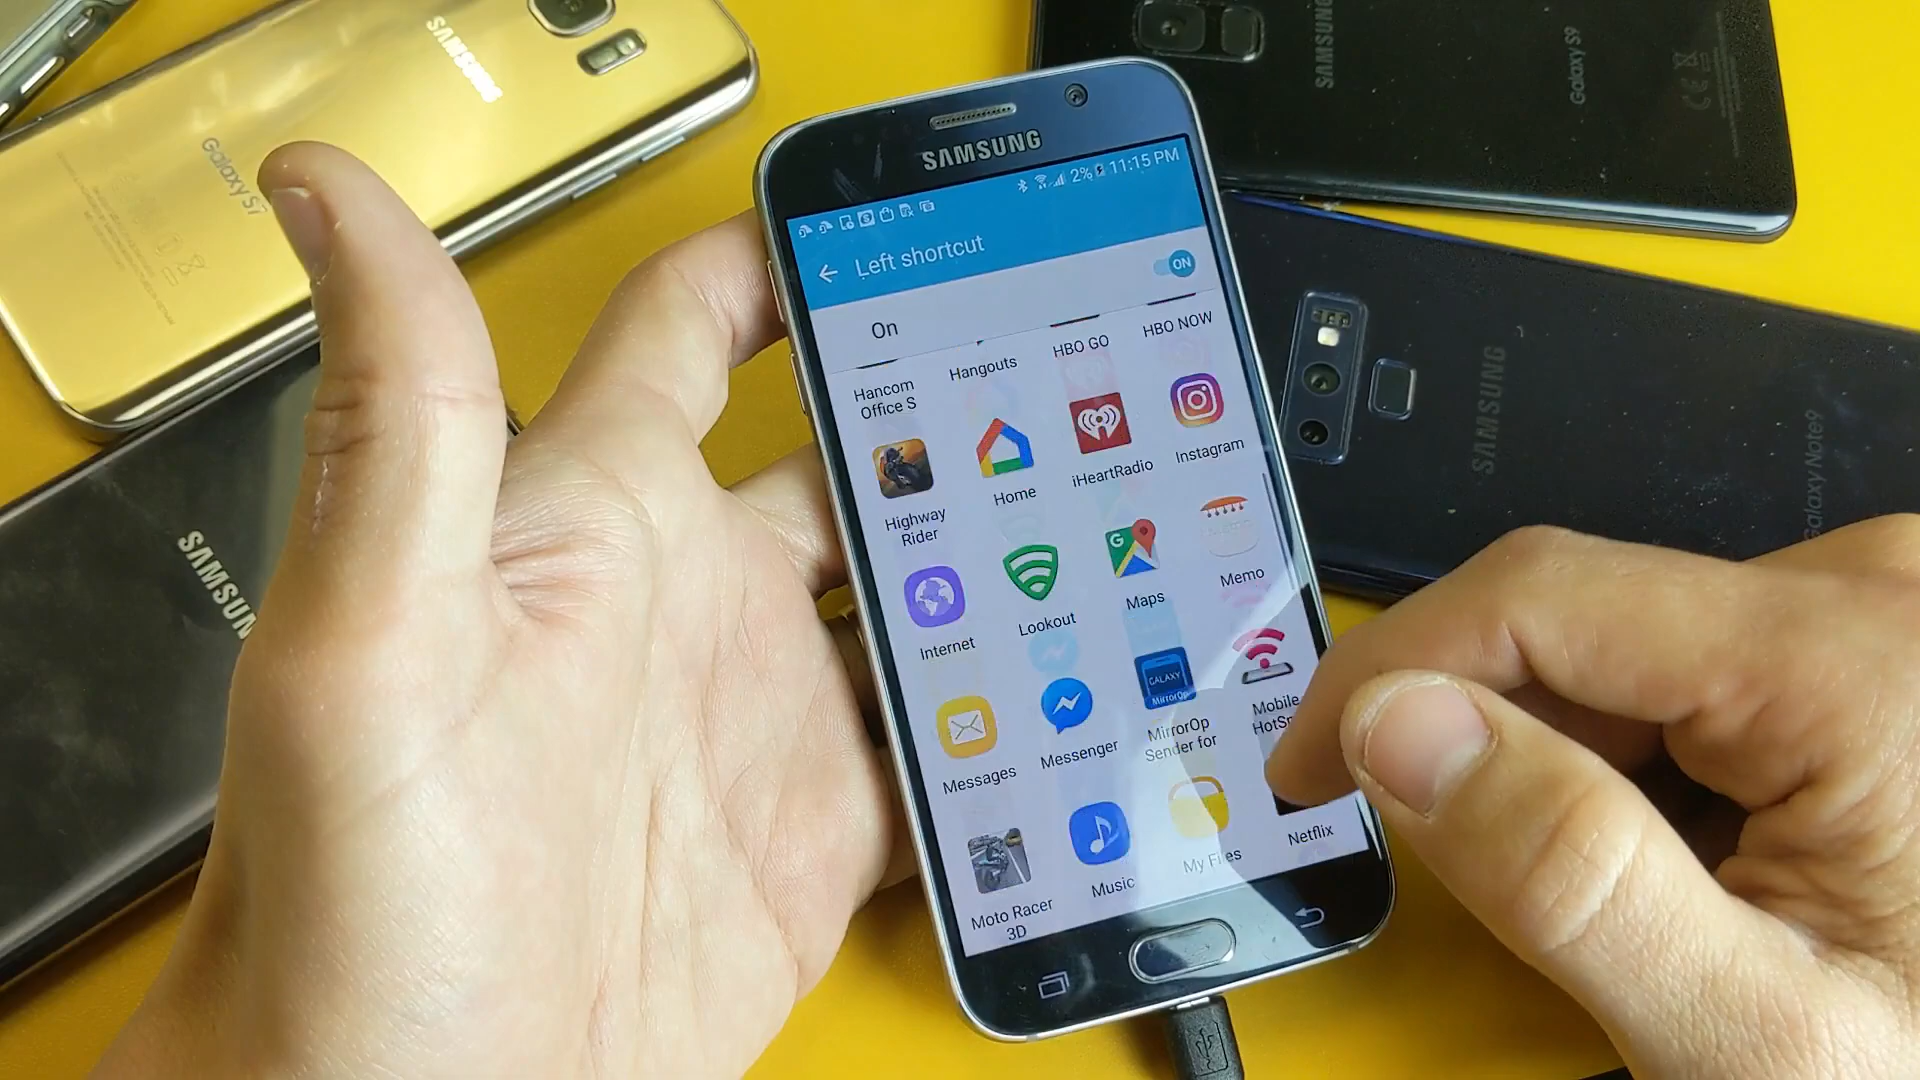 SAMSUNG
Galaxy S7
SAMSUNG
Galaxy S9
SAMSUNG
2% 11:15 PM
Left shortcut
ON
On
Hancom
Office S
Hangouts
HBO GO
HBO NOW
Highway
Rider
Home
iHeartRadio
Instagram
Internet
Lookout
Maps
Memo
Messages
Messenger
GALAXY
MirrorOp
MirrorOp
Sender for
Mobile
Moto Racer
3D
Music
My Files
Netflix
SAMSUNG
Galaxy Note9
SAMSUN